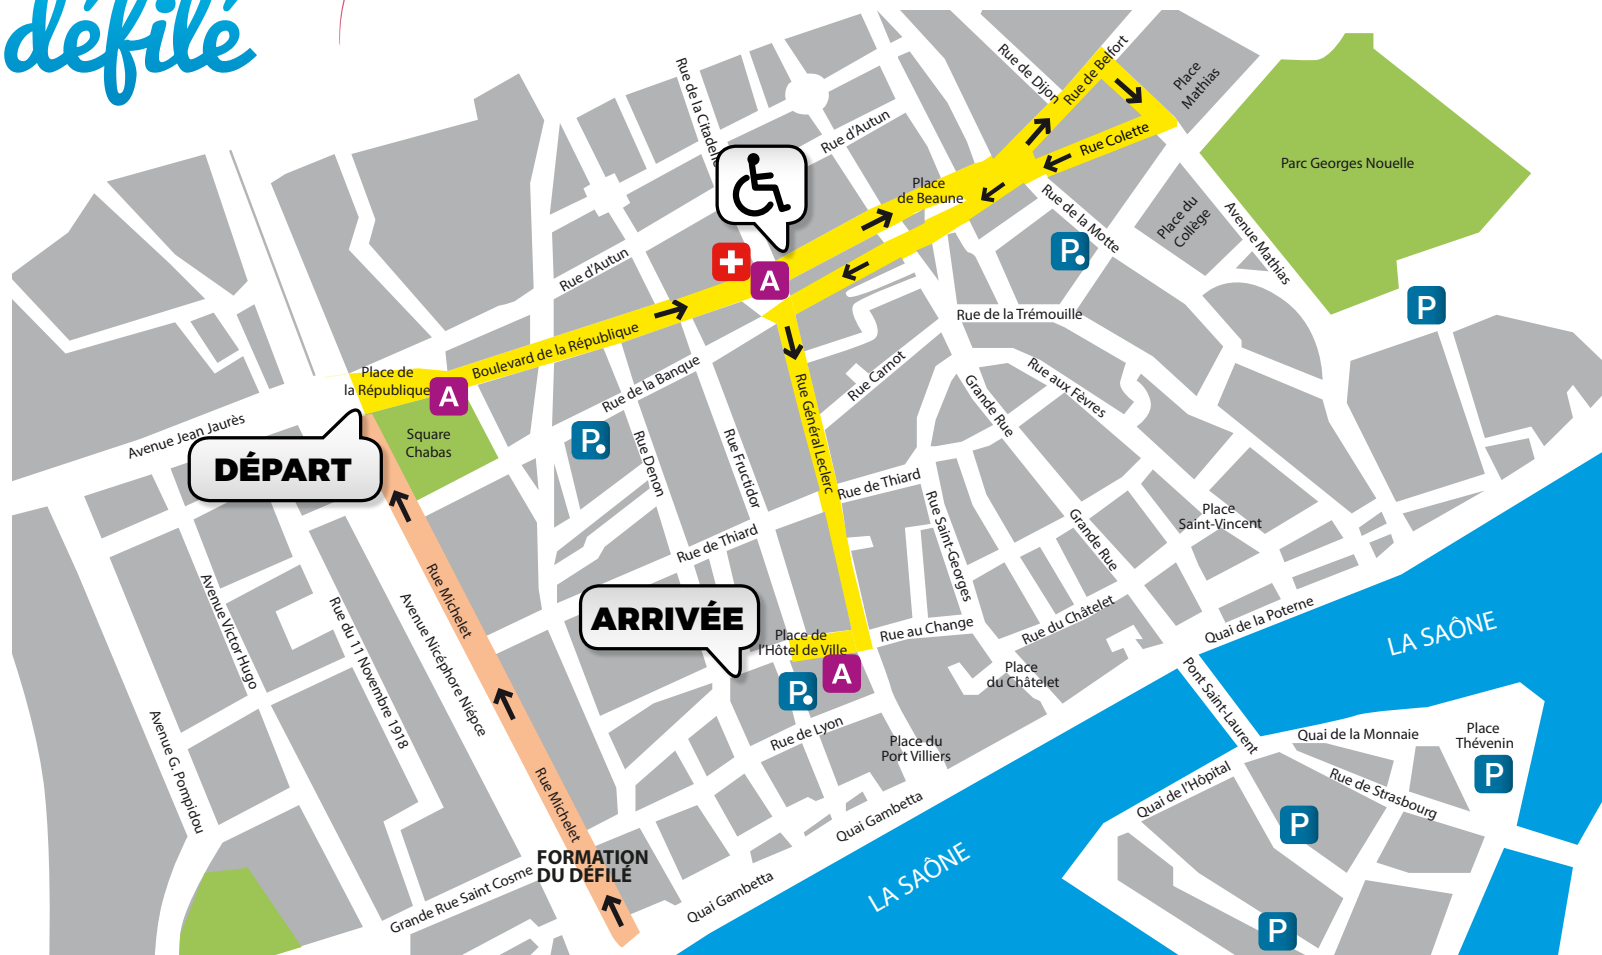 défilé
Rue de la Citadelle
Rue d'Autun
Rue de Dijon
Rue de Belfort
Place
Mathias
Rue Colette
Parc Georges Nouelle
Place
de Beaune
Rue de la Motte
Place du
Collège
Avenue Mathias
P
P
Rue d'Autun
A
Boulevard de la République
Rue de la Trémouille
Place de
la République
A
Rue de la Banque
Rue Carnot
Rue aux Fèvres
Grande Rue
Avenue Jean Jaurès
Square
Chabas
DÉPART
P
Rue Denon
Rue Fructidor
Rue Général Leclerc
Rue de Thiard
Rue de Thiard
Rue Saint-Georges
Grande Rue
Place
Saint-Vincent
Avenue Victor Hugo
Rue du 11 Novembre 1918
Avenue Nicéphore Niépce
Rue Michelet
ARRIVÉE
Place de
l'Hôtel de Ville
A
P
Rue au Change
Rue du Châtelet
Quai de la Poterne
LA SAÔNE
Place
du Châtelet
Pont Saint-Laurent
Avenue G. Pompidou
Rue de Lyon
Place du
Port Villiers
Quai de la Monnaie
Place
Thévenin
P
Rue de Strasbourg
Quai de l'Hôpital
P
Rue Michelet
Quai Gambetta
FORMATION
DU DÉFILÉ
Grande Rue Saint Cosme
Quai Gambetta
LA SAÔNE
P